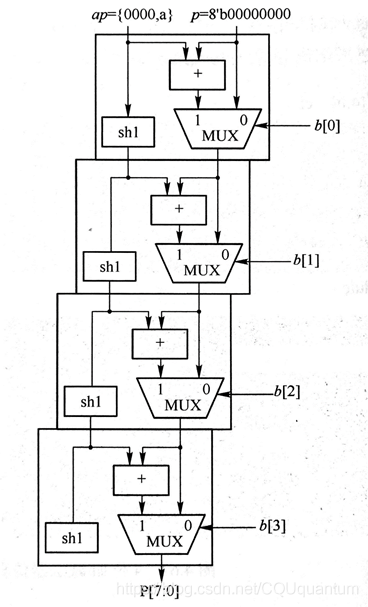 ap={0000,a} p=8'b00000000
+
1 0
sh1 MUX b[0]
+
1 0
sh1 MUX b[1]
+
1 0
sh1 MUX b[2]
+
1 0
sh1 MUX b[3]
P[7:0]
https://blog.csdn.net/CQUquantum